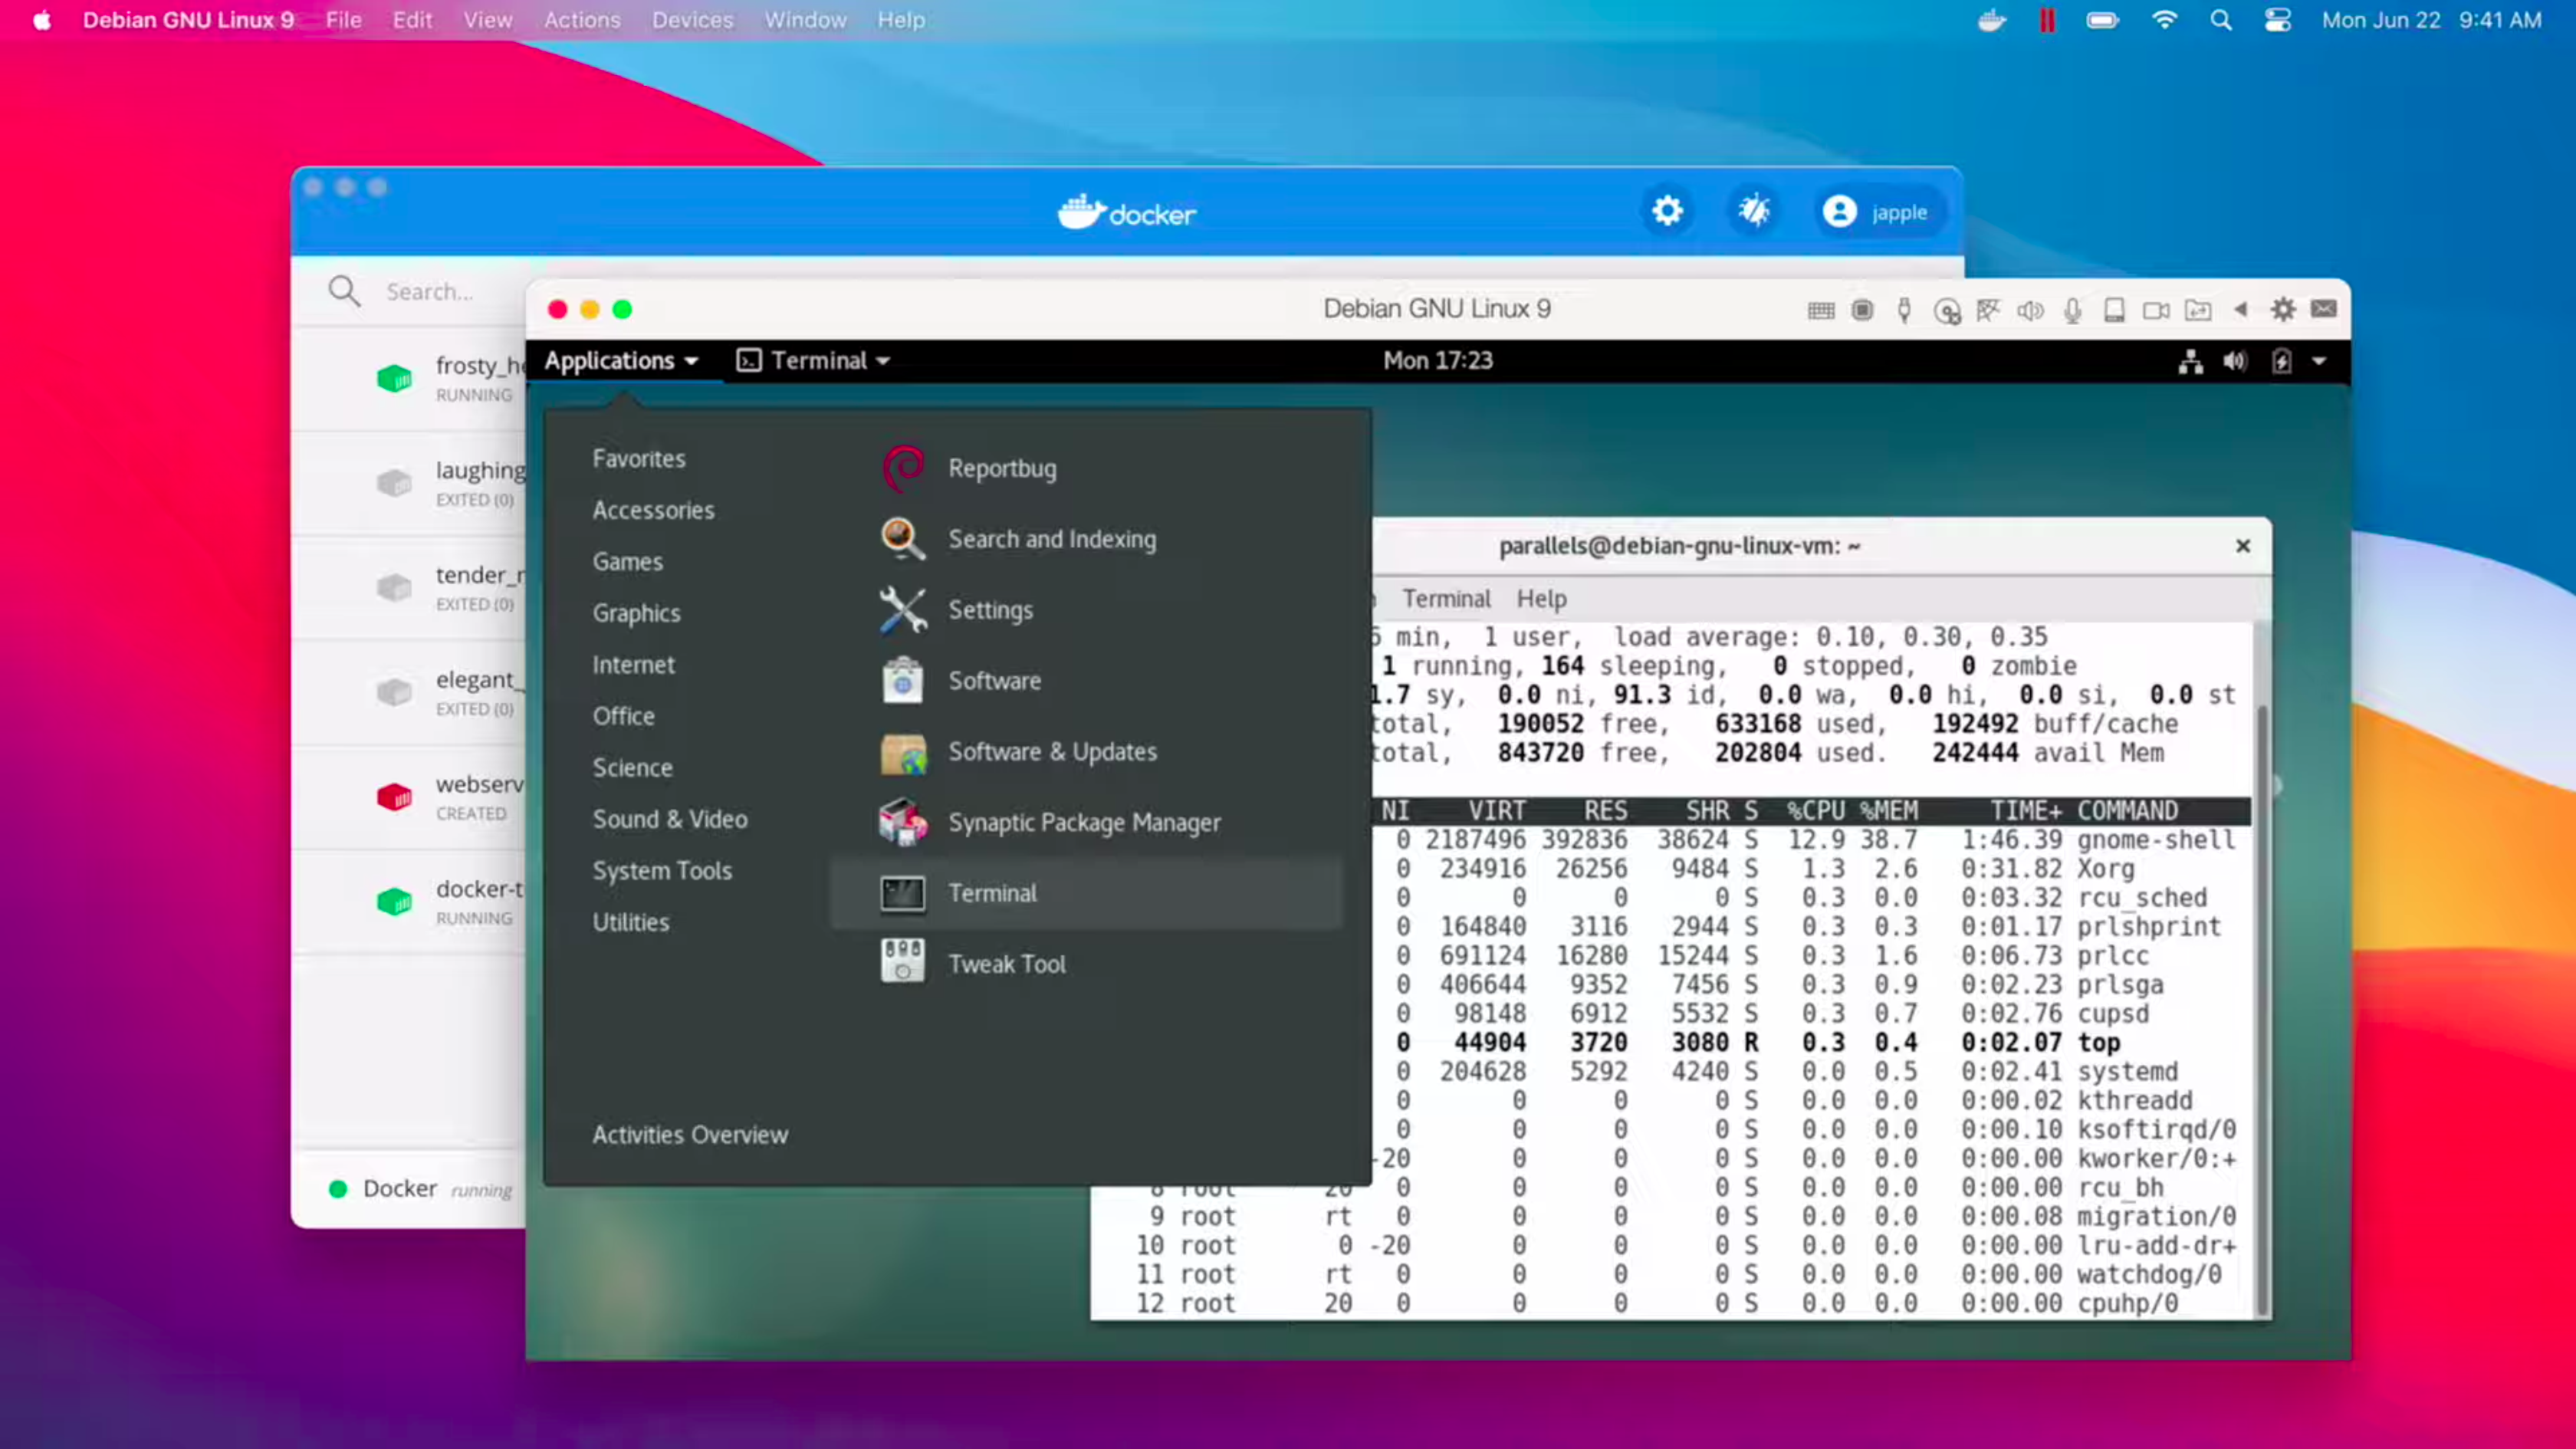 Debian GNU Linux 9 File Edit View Actions Devices Window Help
Mon Jun 22 9:41 AM
docker
japple
Search...
frosty_he
RUNNING
laughing
EXITED (0)
tender_r
EXITED (0)
elegant_
EXITED (0)
webserv
CREATED
docker-t
RUNNING
Docker running
Debian GNU Linux 9
Applications Terminal
Mon 17:23
Favorites
Accessories
Games
Graphics
Internet
Office
Science
Sound & Video
System Tools
Utilities
Activities Overview
Reportbug
Search and Indexing
Settings
Software
Software & Updates
Synaptic Package Manager
Terminal
Tweak Tool
parallels@debian-gnu-linux-vm: ~
Terminal Help
min, 1 user, load average: 0.10, 0.30, 0.35
1 running, 164 sleeping, 0 stopped, 0 zombie
1.7 sy, 0.0 ni, 91.3 id, 0.0 wa, 0.0 hi, 0.0 si, 0.0 st
total, 190052 free, 633168 used, 192492 buff/cache
total, 843720 free, 202804 used. 242444 avail Mem
NI VIRT RES SHR S %CPU %MEM TIME+ COMMAND
0 2187496 392836 38624 S 12.9 38.7 1:46.39 gnome-shell
0 234916 26256 9484 S 1.3 2.6 0:31.82 Xorg
0 0 0 0 S 0.3 0.0 0:03.32 rcu_sched
0 164840 3116 2944 S 0.3 0.3 0:01.17 prlshprint
0 691124 16280 15244 S 0.3 1.6 0:06.73 prlcc
0 406644 9352 7456 S 0.3 0.9 0:02.23 prlsga
0 98148 6912 5532 S 0.3 0.7 0:02.76 cupsd
0 44904 3720 3080 R 0.3 0.4 0:02.07 top
0 204628 5292 4240 S 0.0 0.5 0:02.41 systemd
0 0 0 0 S 0.0 0.0 0:00.02 kthreadd
0 0 0 0 S 0.0 0.0 0:00.10 ksoftirqd/0
-20 0 0 0 S 0.0 0.0 0:00.00 kworker/0:+
8 root 20 0 0 0 0 S 0.0 0.0 0:00.00 rcu_bh
9 root rt 0 0 0 0 S 0.0 0.0 0:00.08 migration/0
10 root 0 -20 0 0 0 S 0.0 0.0 0:00.00 lru-add-dr+
11 root rt 0 0 0 0 S 0.0 0.0 0:00.00 watchdog/0
12 root 20 0 0 0 0 S 0.0 0.0 0:00.00 cpuhp/0